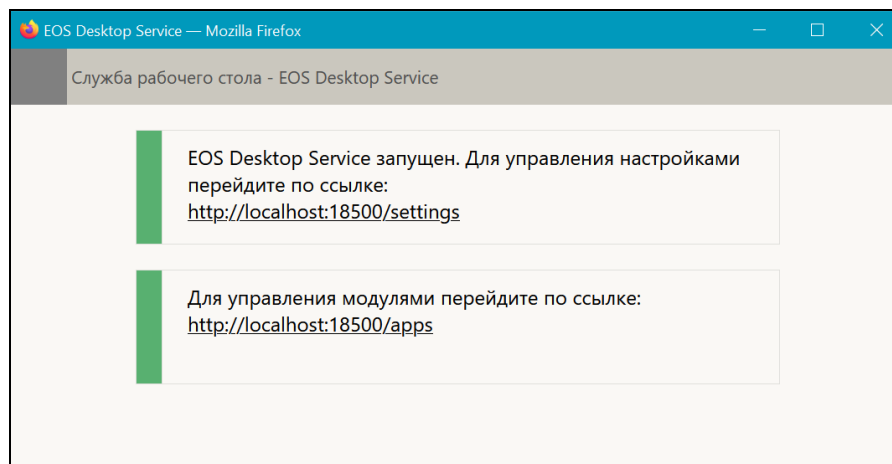 EOS Desktop Service — Mozilla Firefox
Служба рабочего стола - EOS Desktop Service
EOS Desktop Service запущен. Для управления настройками
перейдите по ссылке:
http://localhost:18500/settings
Для управления модулями перейдите по ссылке:
http://localhost:18500/apps